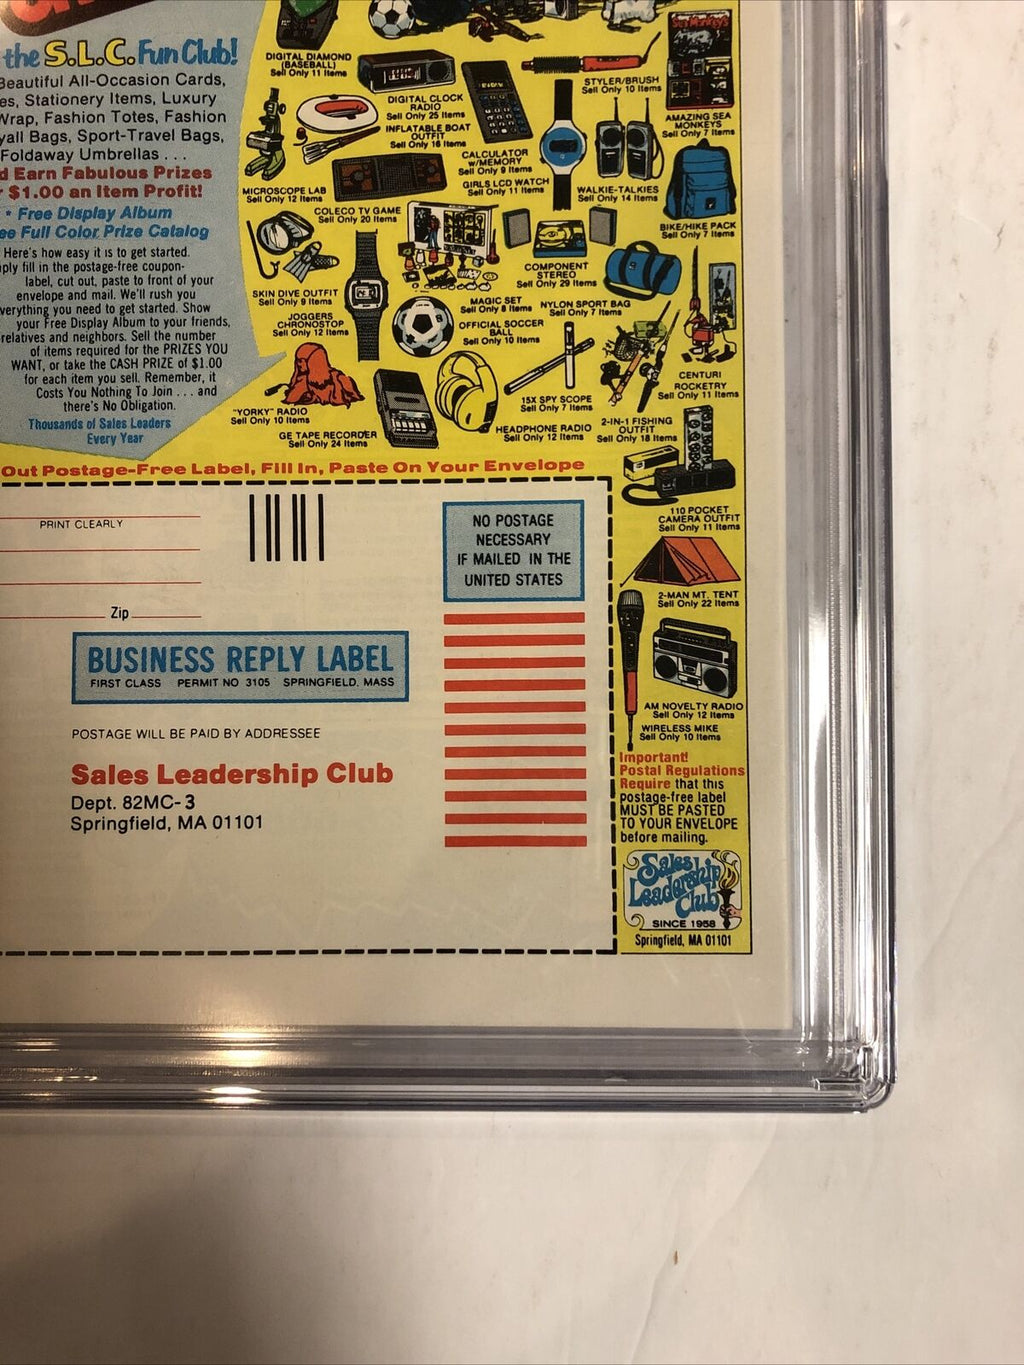 the S.L.C. Fun Club!
Beautiful All-Occasion Cards,
es, Stationery Items, Luxury
Wrap, Fashion Totes, Fashion
yall Bags, Sport-Travel Bags,
Foldaway Umbrellas . . .
d Earn Fabulous Prizes
r $1.00 an Item Profit!
* Free Display Album
ee Full Color Prize Catalog
Here's how easy it is to get started.
ply fill in the postage-free coupon-
label, cut out, paste to front of your
envelope and mail. We'll rush you
verything you need to get started. Show
your Free Display Album to your friends,
relatives and neighbors. Sell the number
of items required for the PRIZES YOU
WANT, or take the CASH PRIZE of $1.00
for each item you sell. Remember, it
Costs You Nothing To Join . . . and
there's No Obligation.
Thousands of Sales Leaders
Every Year
DIGITAL DIAMOND
(BASEBALL)
Sell Only 11 Items
DIGITAL CLOCK
RADIO
Sell Only 25 Items
INFLATABLE BOAT
OUTFIT
Sell Only 16 Items
STYLER/BRUSH
Sell Only 10 Items
Sea Monkeys
AMAZING SEA
MONKEYS
Sell Only 7 Items
CALCULATOR
w/MEMORY
Sell Only 9 Items
GIRLS LCD WATCH
Sell Only 11 Items
WALKIE-TALKIES
Sell Only 14 Items
MICROSCOPE LAB
Sell Only 12 Items
COLECO TV GAME
Sell Only 20 Items
BIKE/HIKE PACK
Sell Only 7 Items
COMPONENT
STEREO
Sell Only 29 Items
SKIN DIVE OUTFIT
Sell Only 9 Items
MAGIC SET
Sell Only 8 Items
NYLON SPORT BAG
Sell Only 7 Items
JOGGERS
CHRONOSTOP
Sell Only 12 Items
OFFICIAL SOCCER
BALL
Sell Only 10 Items
CENTURI
ROCKETRY
Sell Only 11 Items
"YORKY" RADIO
Sell Only 10 Items
15X SPY SCOPE
Sell Only 7 Items
GE TAPE RECORDER
Sell Only 24 Items
HEADPHONE RADIO
Sell Only 12 Items
2-IN-1 FISHING
OUTFIT
Sell Only 18 Items
Out Postage-Free Label, Fill In, Paste On Your Envelope
110 POCKET
CAMERA OUTFIT
Sell Only 11 Items
2-MAN MT. TENT
Sell Only 22 Items
AM NOVELTY RADIO
Sell Only 12 Items
WIRELESS MIKE
Sell Only 10 Items
Important!
Postal Regulations
Require that this
postage-free label
MUST BE PASTED
TO YOUR ENVELOPE
before mailing.
Sales
Leadership
Club
SINCE 1958
Springfield, MA 01101
PRINT CLEARLY
Zip
NO POSTAGE
NECESSARY
IF MAILED IN THE
UNITED STATES
BUSINESS REPLY LABEL
FIRST CLASS PERMIT NO 3105 SPRINGFIELD, MASS
POSTAGE WILL BE PAID BY ADDRESSEE
Sales Leadership Club
Dept. 82MC-3
Springfield, MA 01101